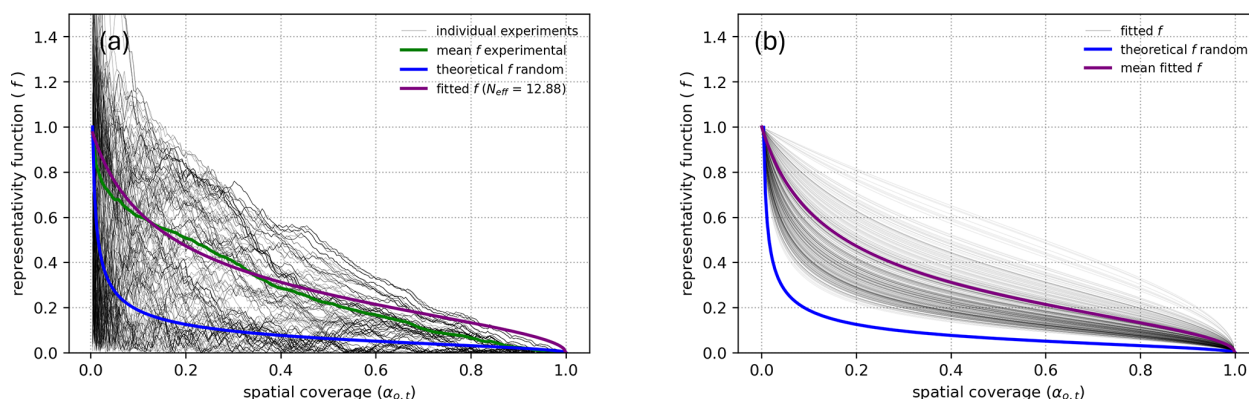 (a)
individual experiments
mean f experimental
theoretical f random
fitted f (N_eff = 12.88)
representativity function ( f )
1.4
1.2
1.0
0.8
0.6
0.4
0.2
0.0
0.0 0.2 0.4 0.6 0.8 1.0
spatial coverage (α_o,t)
(b)
fitted f
theoretical f random
mean fitted f
representativity function ( f )
1.4
1.2
1.0
0.8
0.6
0.4
0.2
0.0
0.0 0.2 0.4 0.6 0.8 1.0
spatial coverage (α_o,t)